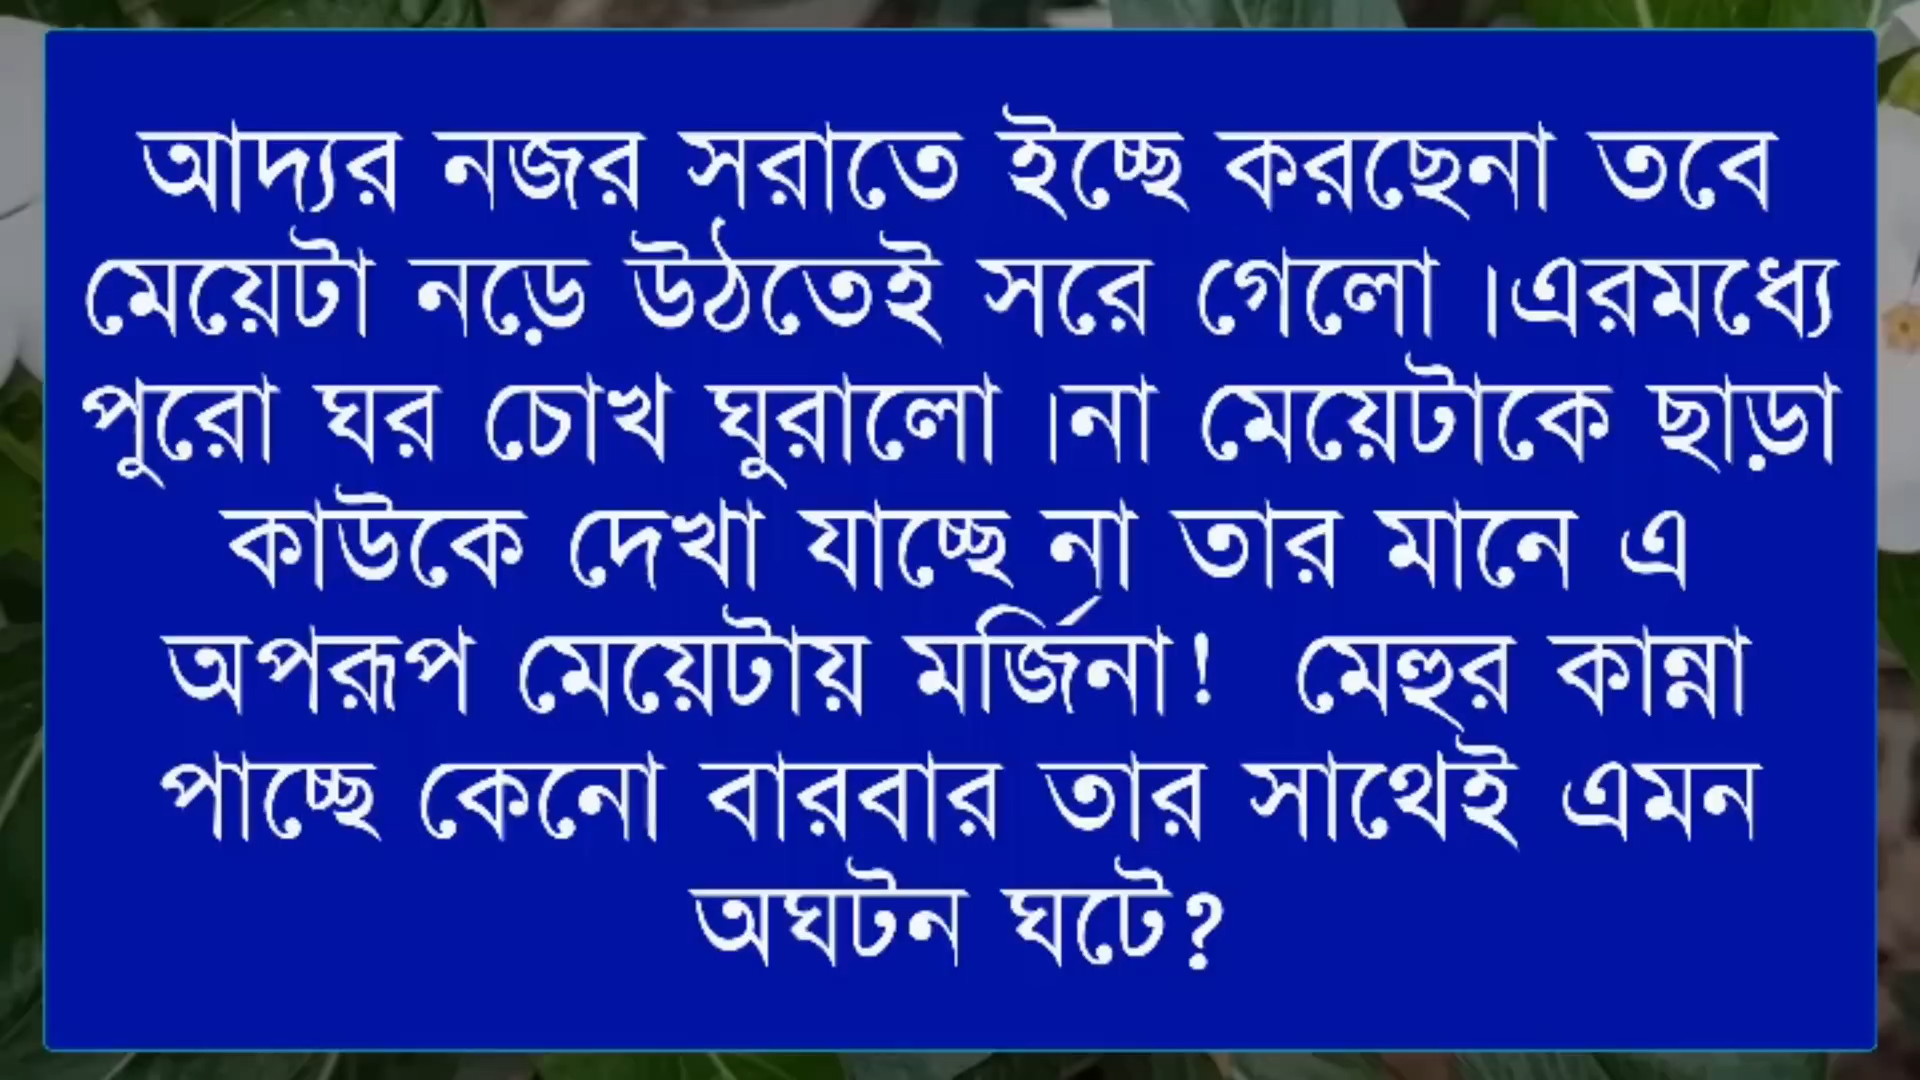 আদ্যর নজর সরাতে ইচ্ছে করছেনা তবে
মেয়েটা নড়ে উঠতেই সরে গেলো ।এরমধ্যে
পুরো ঘর চোখ ঘুরালো ।না মেয়েটাকে ছাড়া
কাউকে দেখা যাচ্ছে না তার মানে এ
অপরূপ মেয়েটায় মর্জিনা! মেহুর কান্না
পাচ্ছে কেনো বারবার তার সাথেই এমন
অঘটন ঘটে?